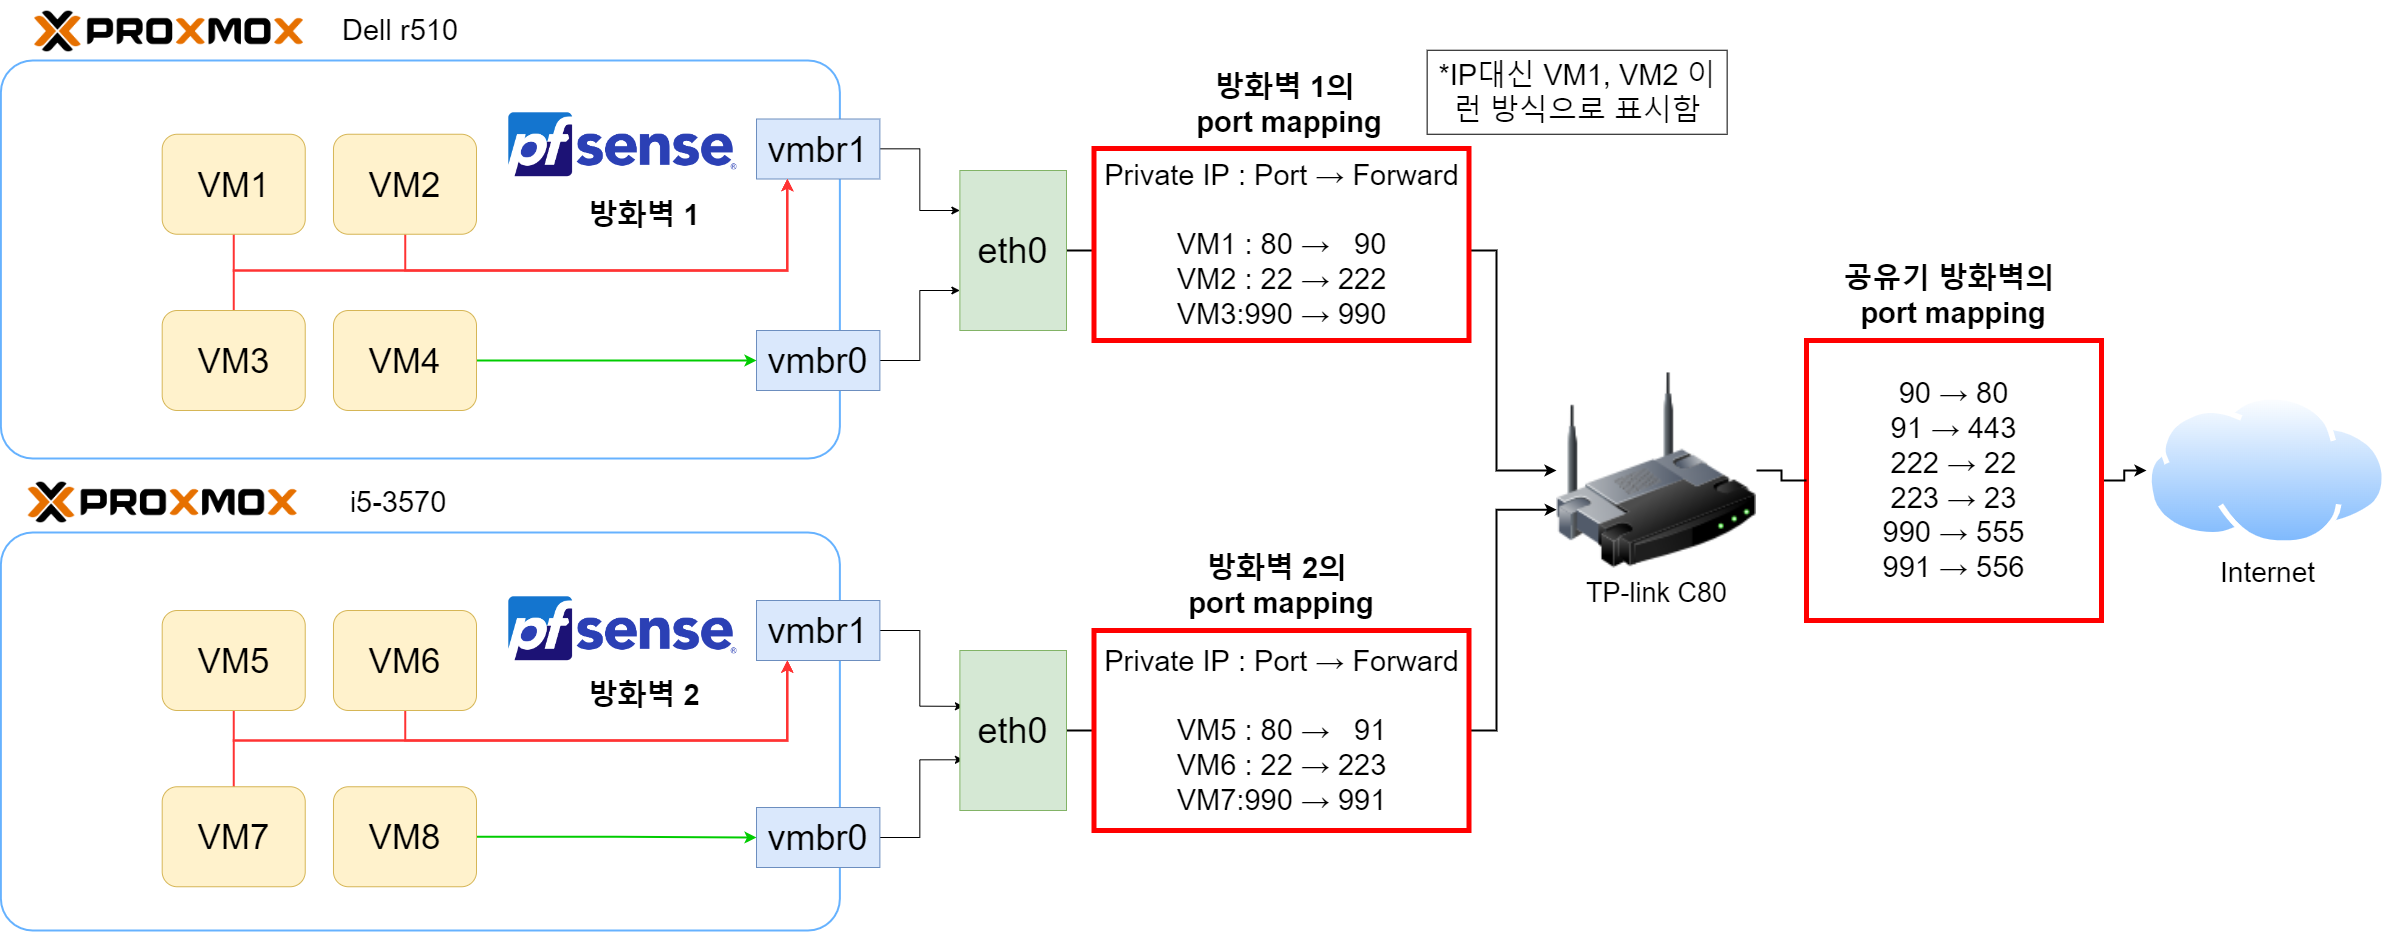 PROXMOX Dell r510
VM1
VM2
VM3
VM4
pfsense
방화벽 1
vmbr1
vmbr0
eth0
방화벽 1의
port mapping
Private IP : Port → Forward
VM1 : 80 → 90
VM2 : 22 → 222
VM3:990 → 990
*IP대신 VM1, VM2 이
런 방식으로 표시함
PROXMOX i5-3570
VM5
VM6
VM7
VM8
pfsense
방화벽 2
vmbr1
vmbr0
eth0
방화벽 2의
port mapping
Private IP : Port → Forward
VM5 : 80 → 91
VM6 : 22 → 223
VM7:990 → 991
TP-link C80
공유기 방화벽의
port mapping
90 → 80
91 → 443
222 → 22
223 → 23
990 → 555
991 → 556
Internet